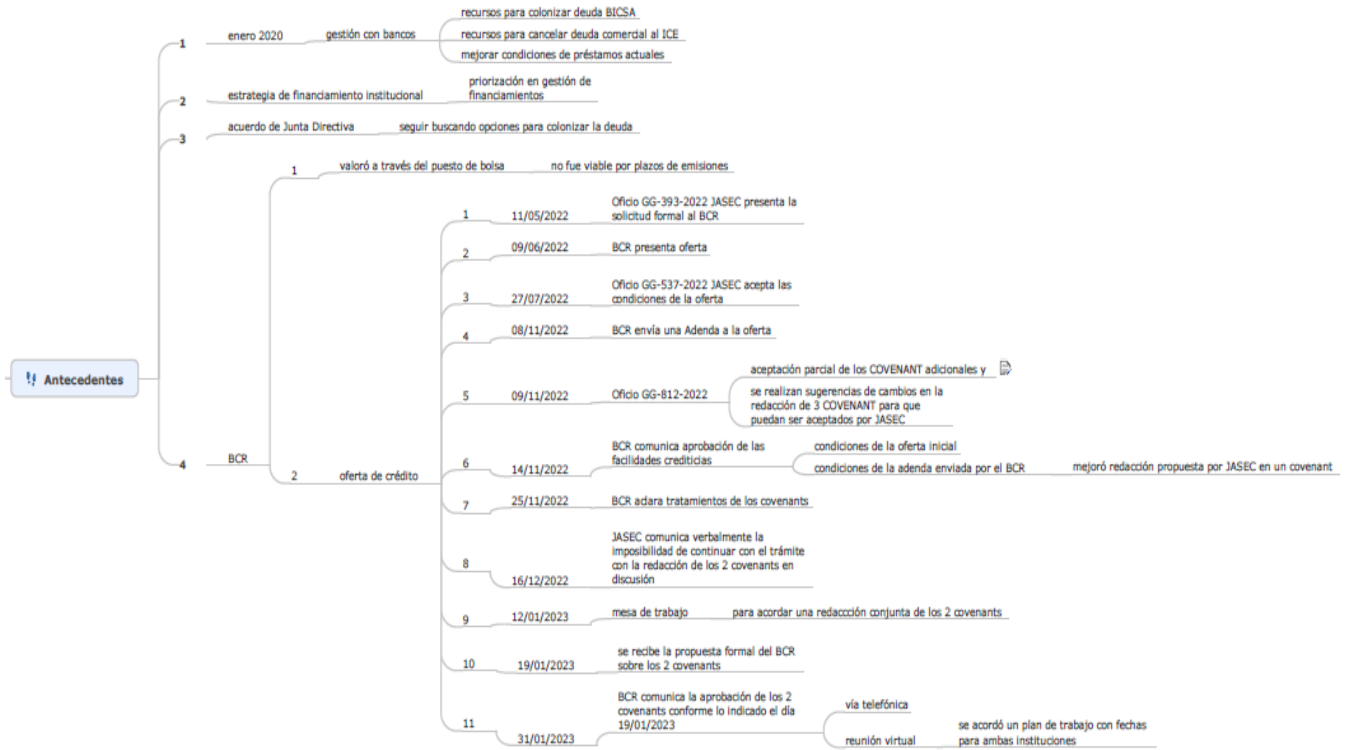 Antecedentes
1
enero 2020
gestión con bancos
recursos para colonizar deuda BICSA
recursos para cancelar deuda comercial al ICE
mejorar condiciones de préstamos actuales
2
estrategia de financiamiento institucional
priorización en gestión de
financiamientos
3
acuerdo de Junta Directiva
seguir buscando opciones para colonizar la deuda
4
BCR
1
valoró a través del puesto de bolsa
no fue viable por plazos de emisiones
2
oferta de crédito
1
11/05/2022
Oficio GG-393-2022 JASEC presenta la
solicitud formal al BCR
2
09/06/2022
BCR presenta oferta
3
27/07/2022
Oficio GG-537-2022 JASEC acepta las
condiciones de la oferta
4
08/11/2022
BCR envía una Adenda a la oferta
5
09/11/2022
Oficio GG-812-2022
aceptación parcial de los COVENANT adicionales y
se realizan sugerencias de cambios en la
redacción de 3 COVENANT para que
puedan ser aceptados por JASEC
6
14/11/2022
BCR comunica aprobación de las
facilidades crediticias
condiciones de la oferta inicial
condiciones de la adenda enviada por el BCR
mejoró redacción propuesta por JASEC en un covenant
7
25/11/2022
BCR aclara tratamientos de los covenants
8
16/12/2022
JASEC comunica verbalmente la
imposibilidad de continuar con el trámite
con la redacción de los 2 covenants en
discusión
9
12/01/2023
mesa de trabajo
para acordar una redaccción conjunta de los 2 covenants
10
19/01/2023
se recibe la propuesta formal del BCR
sobre los 2 covenants
11
31/01/2023
BCR comunica la aprobación de los 2
covenants conforme lo indicado el día
19/01/2023
vía telefónica
reunión virtual
se acordó un plan de trabajo con fechas
para ambas instituciones